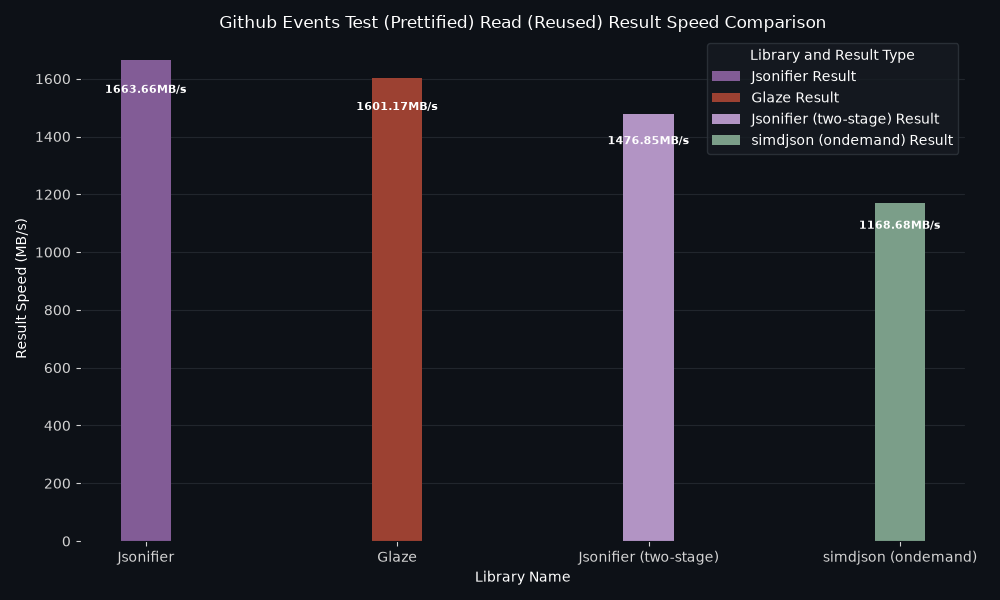 Github Events Test (Prettified) Read (Reused) Result Speed Comparison
Library and Result Type
Jsonifier Result
Glaze Result
Jsonifier (two-stage) Result
simdjson (ondemand) Result
1663.66MB/s
1601.17MB/s
1476.85MB/s
1168.68MB/s
Result Speed (MB/s)
1600
1400
1200
1000
800
600
400
200
0
Jsonifier
Glaze
Jsonifier (two-stage)
simdjson (ondemand)
Library Name